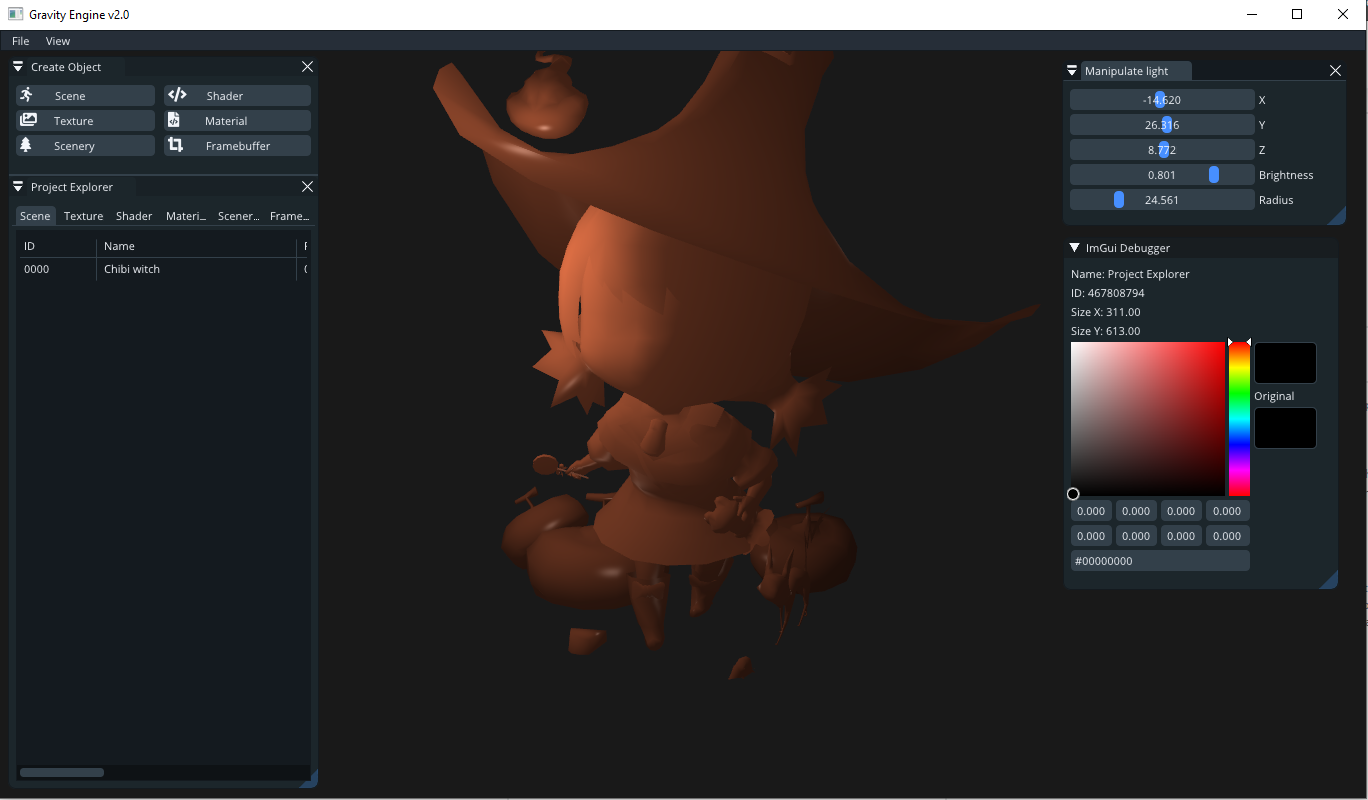 Gravity Engine v2.0
File View
Create Object
Scene Shader
Texture Material
Scenery Framebuffer
Project Explorer
Scene Texture Shader Materi... Scener... Frame...
ID Name
0000 Chibi witch
Manipulate light
-14.620 X
26.316 Y
8.772 Z
0.801 Brightness
24.561 Radius
ImGui Debugger
Name: Project Explorer
ID: 467808794
Size X: 311.00
Size Y: 613.00
Original
0.000 0.000 0.000 0.000
0.000 0.000 0.000 0.000
#00000000